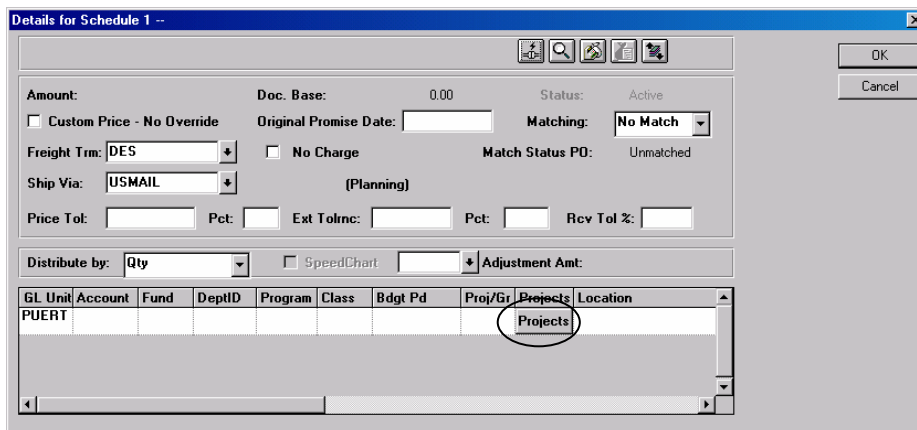 Details for Schedule 1 --
OK
Cancel
Amount: Doc. Base: 0.00 Status: Active
Custom Price - No Override Original Promise Date: Matching: No Match
Freight Trm: DES No Charge Match Status PO: Unmatched
Ship Via: USMAIL (Planning)
Price Tol: Pct: Ext Tolrnc: Pct: Rcv Tol %:
Distribute by: Qty SpeedChart Adjustment Amt:
GL Unit Account Fund DeptID Program Class Bdgt Pd Proj/Gr Projects Location
PUERT Projects